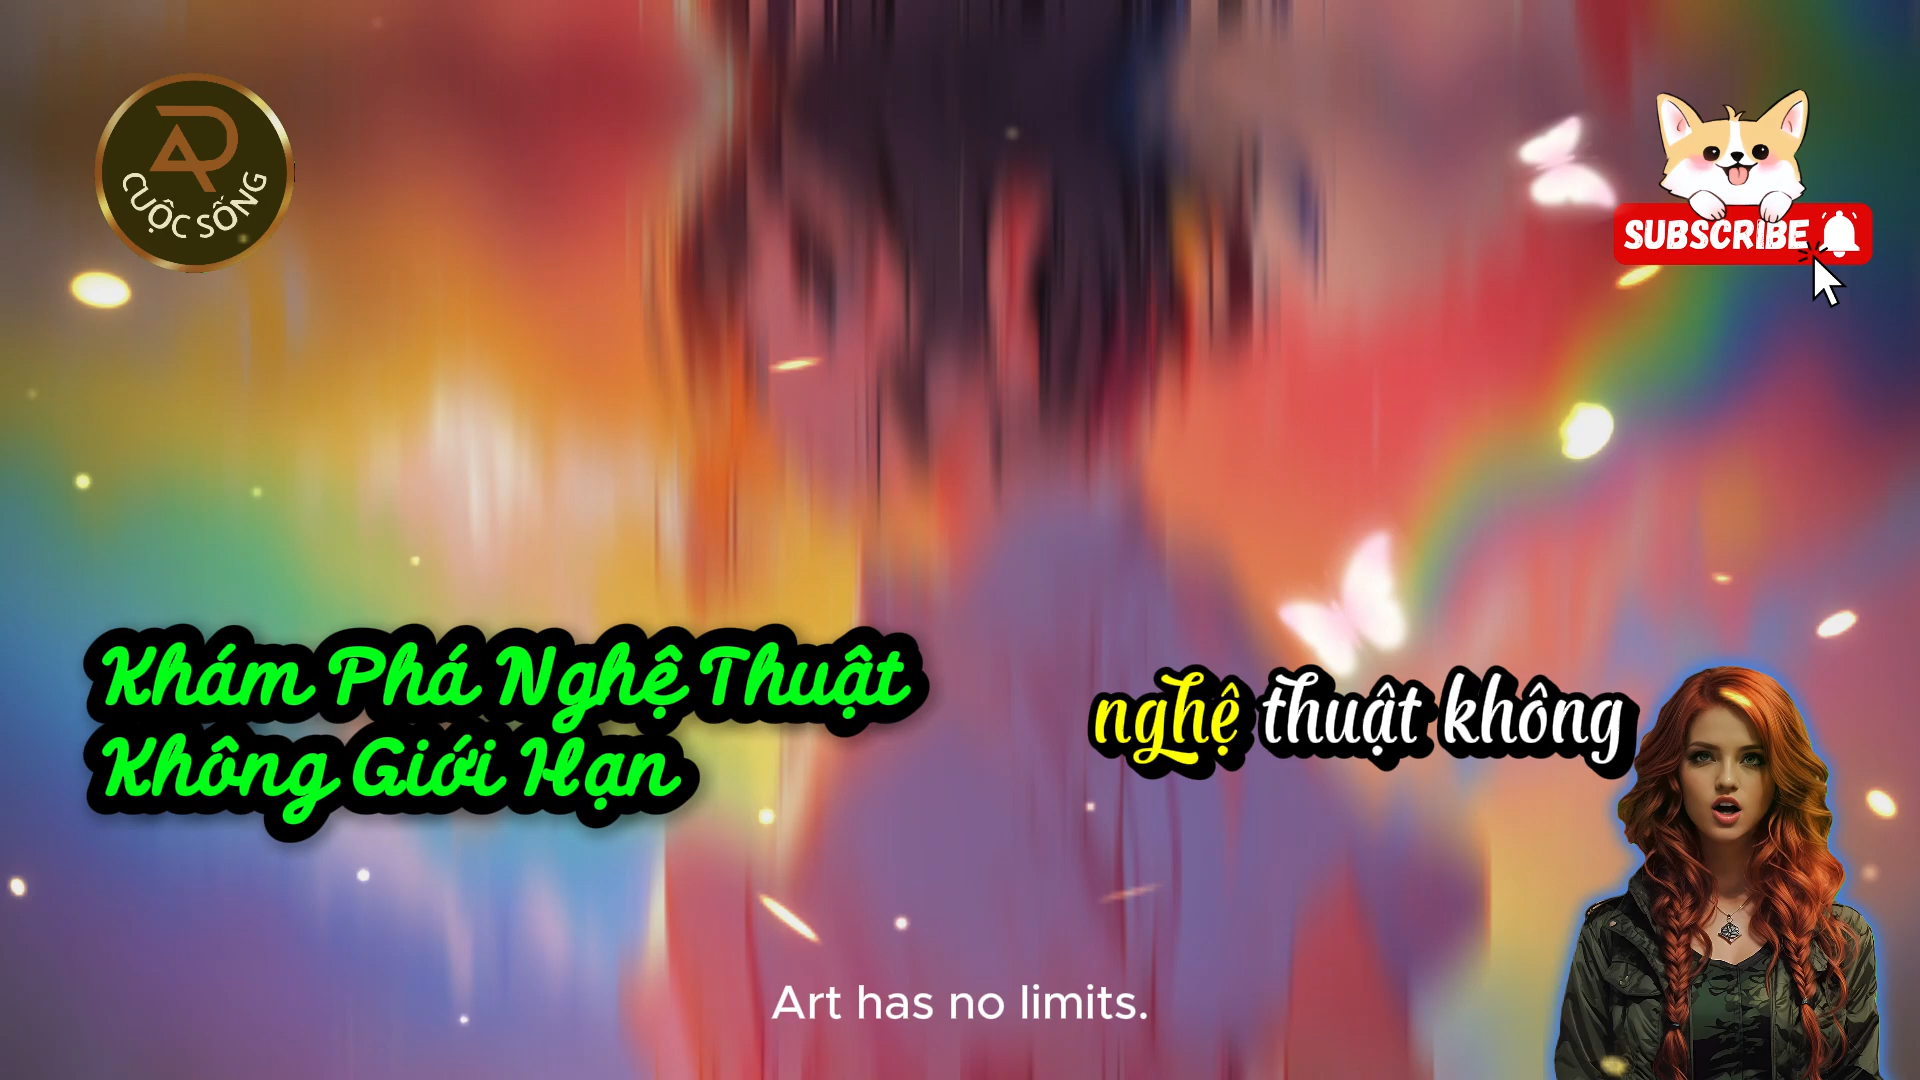 CUỘC SỐNG
SUBSCRIBE
Khám Phá Nghệ Thuật
Không Giới Hạn
nghệ thuật không
Art has no limits.